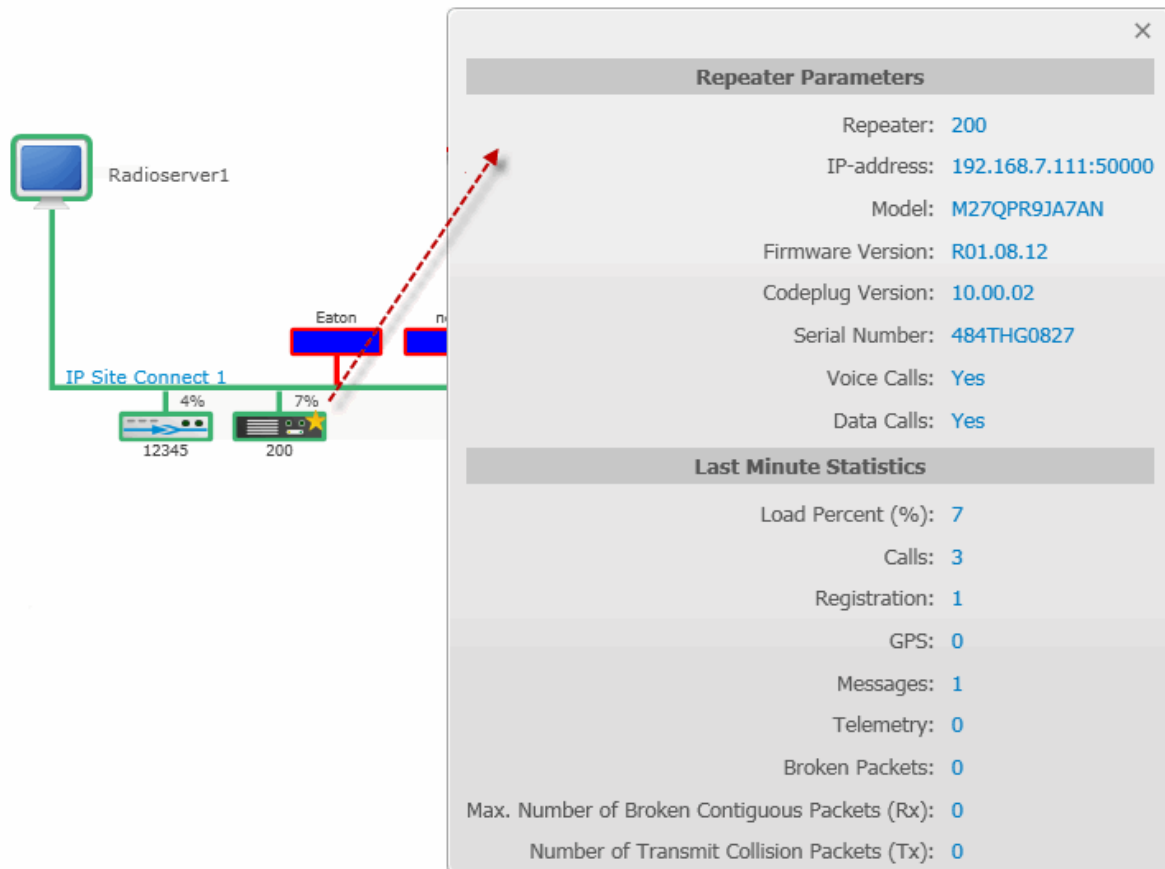 Radioserver1
Eaton
IP Site Connect 1
4%
7%
12345
200
Repeater Parameters
Repeater: 200
IP-address: 192.168.7.111:50000
Model: M27QPR9JA7AN
Firmware Version: R01.08.12
Codeplug Version: 10.00.02
Serial Number: 484THG0827
Voice Calls: Yes
Data Calls: Yes
Last Minute Statistics
Load Percent (%): 7
Calls: 3
Registration: 1
GPS: 0
Messages: 1
Telemetry: 0
Broken Packets: 0
Max. Number of Broken Contiguous Packets (Rx): 0
Number of Transmit Collision Packets (Tx): 0